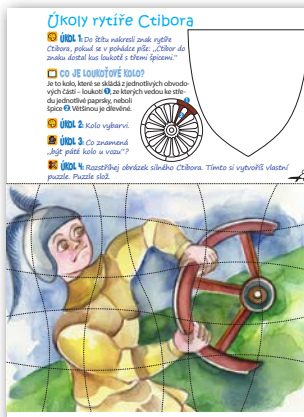 Úkoly rytíře Ctibora
ÚKOL 1: Do štítu nakresli znak rytíře
Ctibora, pokud se v pohádce píše: „Ctibor do
znaku dostal kus loukotě s třemi špicemi."
CO JE LOUKOŤOVÉ KOLO?
Je to kolo, které se skládá z jednotlivých obvodo-
vých částí – loukotí 1, ze kterých vedou ke stře-
du jednotlivé paprsky, neboli
špice 2. Většinou je dřevěné.
ÚKOL 2: Kolo vybarvi.
ÚKOL 3: Co znamená
„být páté kolo u vozu"?
ÚKOL 4: Rozstříhej obrázek silného Ctibora. Tímto si vytvoříš vlastní
puzzle. Puzzle slož.